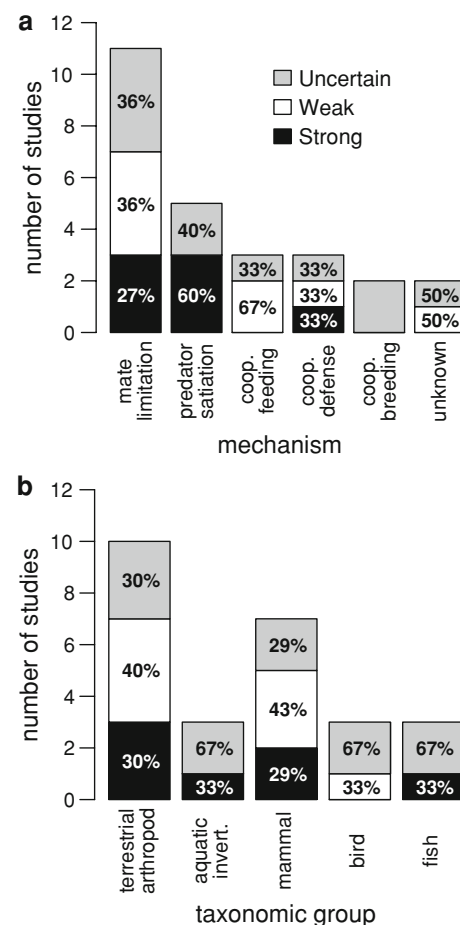 a
12
10
8
6
4
2
0
number of studies
Uncertain
Weak
Strong
36%
36%
27%
40%
60%
33%
67%
33%
33%
33%
50%
50%
mate
limitation
predator
satiation
coop.
feeding
coop.
defense
coop.
breeding
unknown
mechanism
b
12
10
8
6
4
2
0
number of studies
30%
40%
30%
67%
33%
29%
43%
29%
67%
33%
67%
33%
terrestrial
arthropod
aquatic
invert.
mammal
bird
fish
taxonomic group